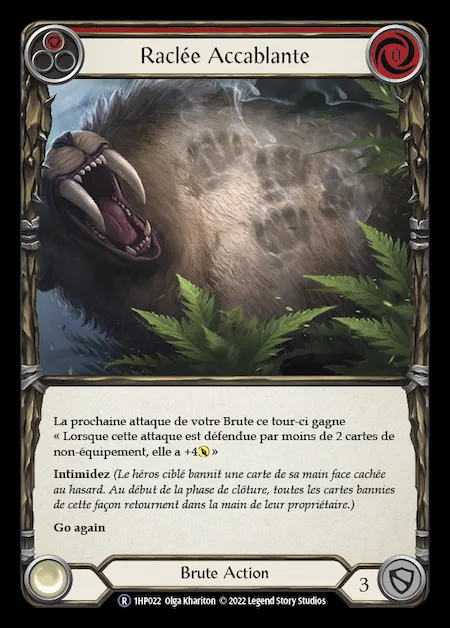 Raclée Accablante
0
La prochaine attaque de votre Brute ce tour-ci gagne
« Lorsque cette attaque est défendue par moins de 2 cartes de
non-équipement, elle a +4 »
Intimidez (Le héros ciblé bannit une carte de sa main face cachée
au hasard. Au début de la phase de clôture, toutes les cartes bannies
de cette façon retournent dans la main de leur propriétaire.)
Go again
Brute Action
3
R 1HP022 Olga Khariton © 2022 Legend Story Studios